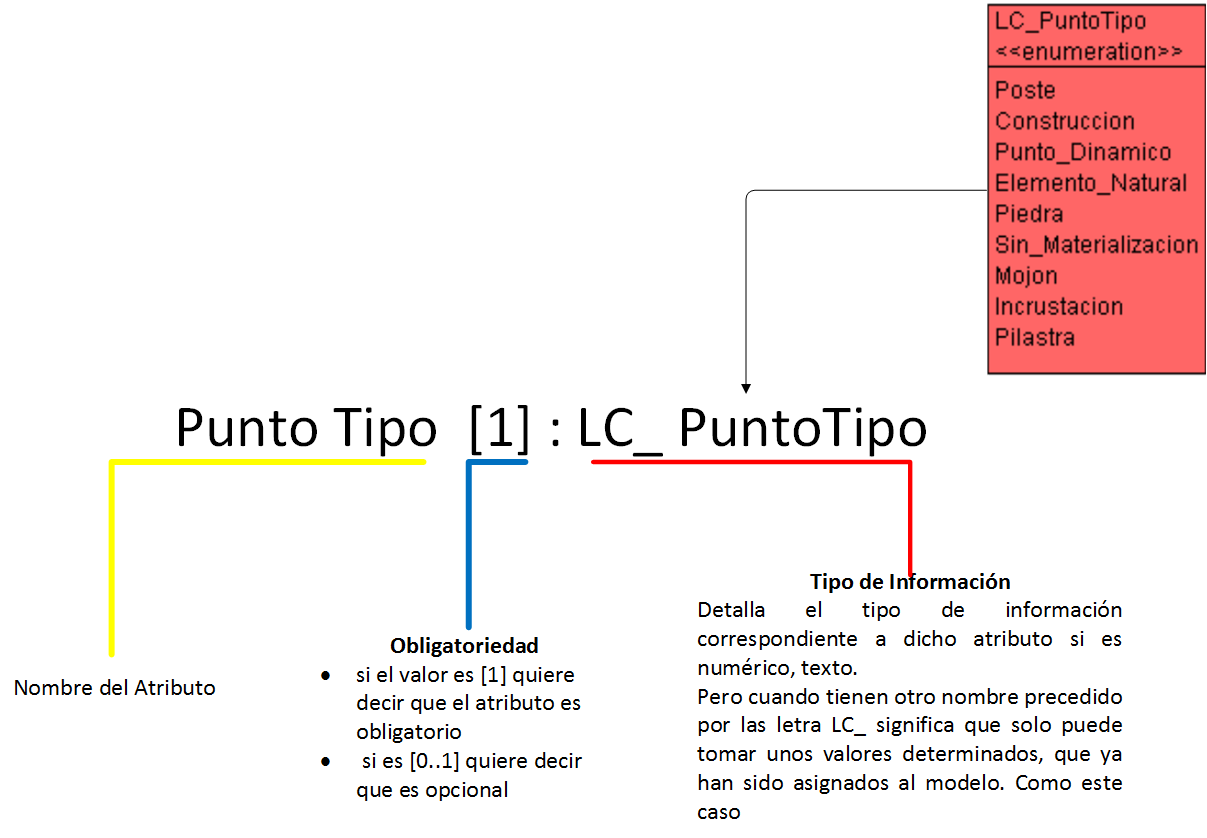 LC_PuntoTipo
<<enumeration>>
Poste
Construccion
Punto_Dinamico
Elemento_Natural
Piedra
Sin_Materializacion
Mojon
Incrustacion
Pilastra
Punto Tipo [1] : LC_ PuntoTipo
Nombre del Atributo
Obligatoriedad
• si el valor es [1] quiere
decir que el atributo es
obligatorio
• si es [0..1] quiere decir
que es opcional
Tipo de Información
Detalla el tipo de información
correspondiente a dicho atributo si es
numérico, texto.
Pero cuando tienen otro nombre precedido
por las letra LC_ significa que solo puede
tomar unos valores determinados, que ya
han sido asignados al modelo. Como este
caso